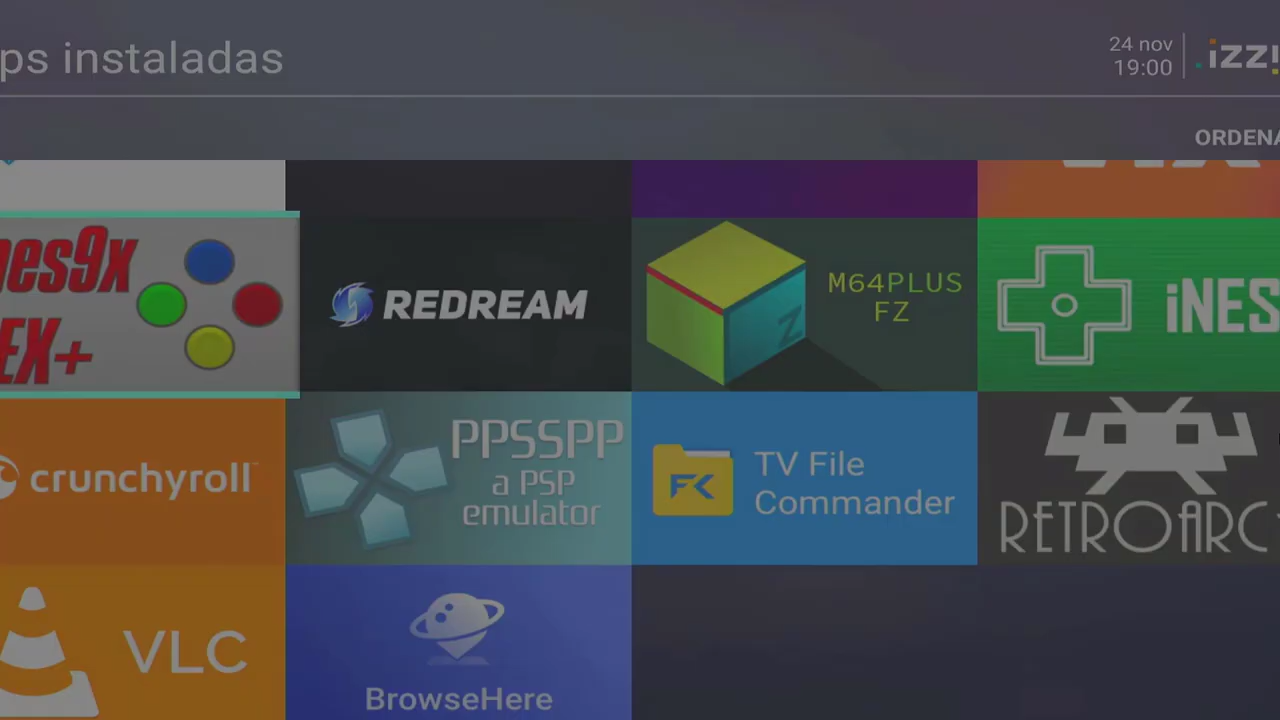 ps instaladas
24 nov
19:00
izzi
ORDENA
nes9x
EX+
REDREAM
M64PLUS
FZ
Z
iNES
crunchyroll
PPSSPP
a PSP
emulator
TV File
Commander
RETROARC
VLC
BrowseHere